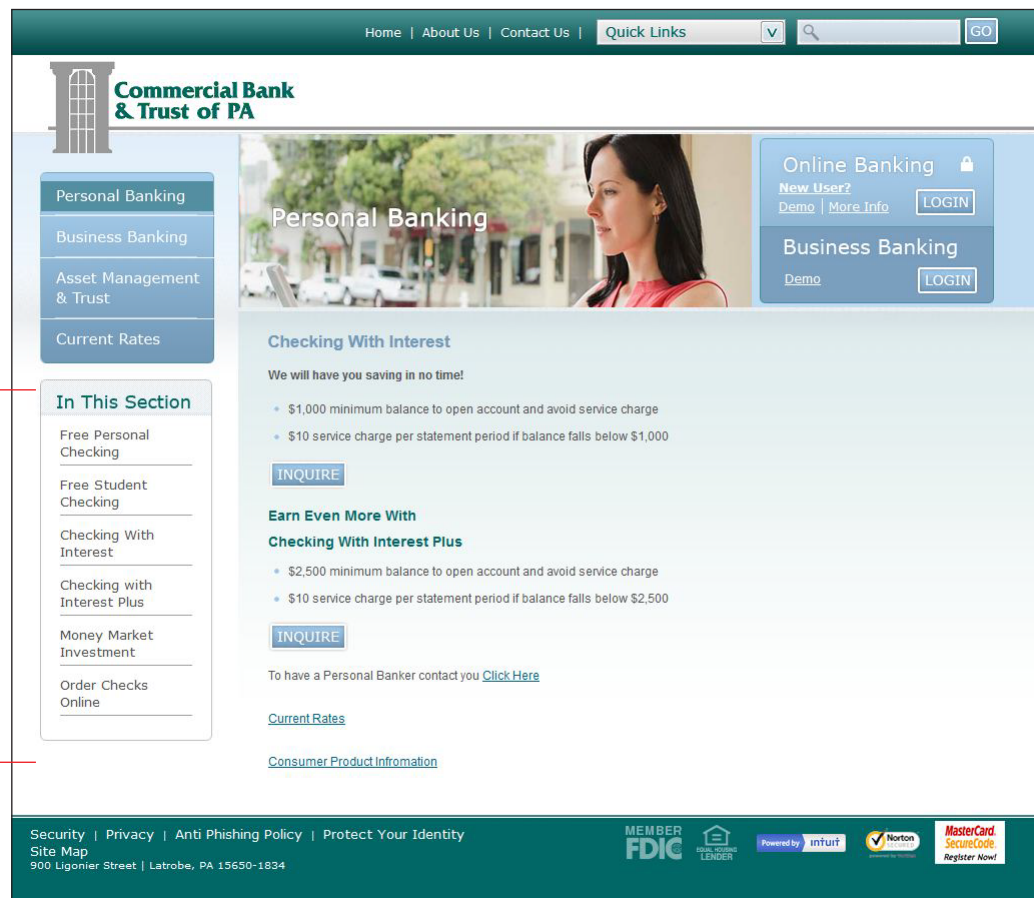 Home | About Us | Contact Us |
Quick Links
V
GO
Commercial Bank
& Trust of PA
Personal Banking
Business Banking
Asset Management
& Trust
Current Rates
Personal Banking
Online Banking
New User?
Demo | More Info
LOGIN
Business Banking
Demo
LOGIN
In This Section
Free Personal
Checking
Free Student
Checking
Checking With
Interest
Checking with
Interest Plus
Money Market
Investment
Order Checks
Online
Checking With Interest
We will have you saving in no time!
• $1,000 minimum balance to open account and avoid service charge
• $10 service charge per statement period if balance falls below $1,000
INQUIRE
Earn Even More With
Checking With Interest Plus
• $2,500 minimum balance to open account and avoid service charge
• $10 service charge per statement period if balance falls below $2,500
INQUIRE
To have a Personal Banker contact you Click Here
Current Rates
Consumer Product Infromation
Security | Privacy | Anti Phishing Policy | Protect Your Identity
Site Map
900 Ligonier Street | Latrobe, PA 15650-1834
MEMBER
FDIC
EQUAL HOUSING
LENDER
Powered by intuit
Norton
SECURED
MasterCard.
SecureCode.
Register Now!